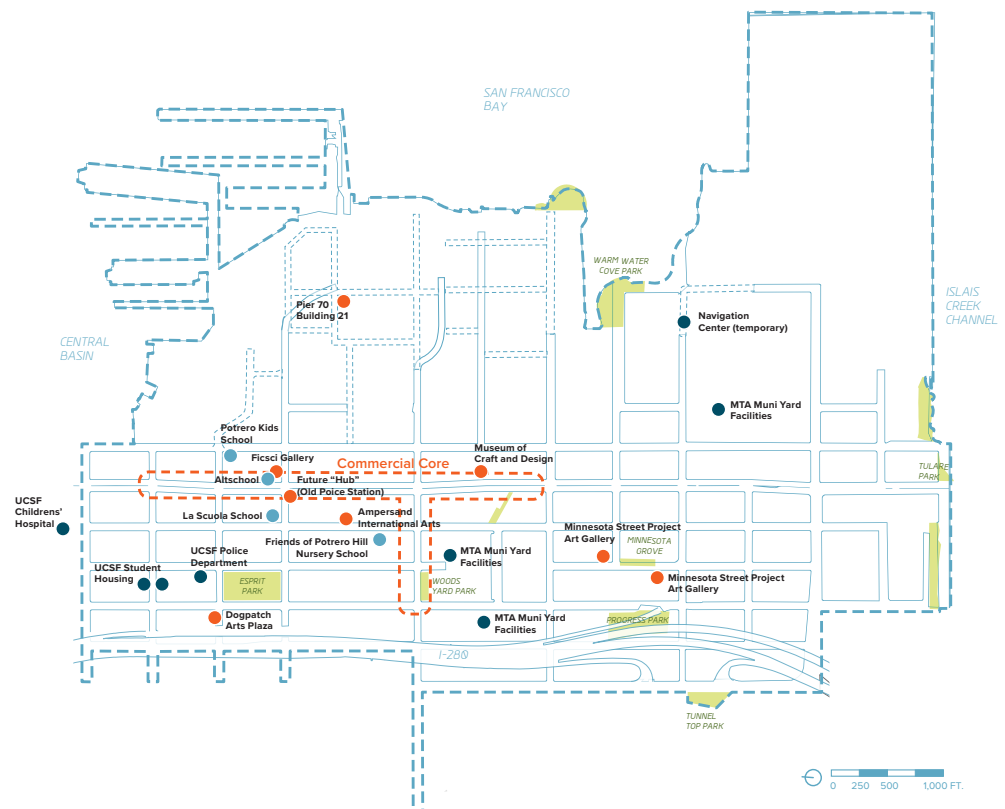 SAN FRANCISCO
BAY
WARM WATER
COVE PARK
ISLAIS
CREEK
CHANNEL
Pier 70
Building 21
Navigation
Center (temporary)
CENTRAL
BASIN
MTA Muni Yard
Facilities
Potrero Kids
School
Ficsci Gallery
Commercial Core
Museum of
Craft and Design
TULARE
PARK
Altschool
Future "Hub"
(Old Poice Station)
UCSF
Children's'
Hospital
La Scuola School
Ampersand
International Arts
Minnesota Street Project
Art Gallery
MINNESOTA
GROVE
Friends of Potrero Hill
Nursery School
UCSF Police
Department
MTA Muni Yard
Facilities
UCSF Student
Housing
ESPRIT
PARK
WOODS
YARD PARK
Minnesota Street Project
Art Gallery
Dogpatch
Arts Plaza
MTA Muni Yard
Facilities
PROGRESS PARK
I-280
TUNNEL
TOP PARK
0 250 500 1,000 FT.